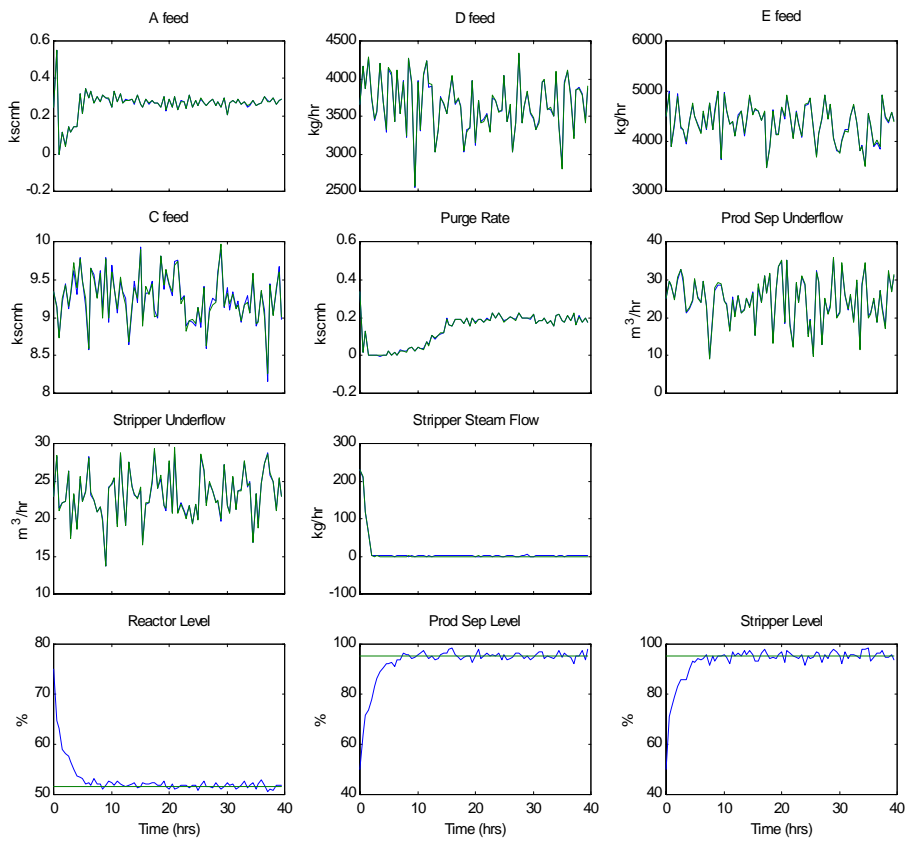 A feed
D feed
E feed
0.6
0.4
0.2
0
-0.2
kscmh
4500
4000
3500
3000
2500
kg/hr
6000
5000
4000
3000
kg/hr
C feed
Purge Rate
Prod Sep Underflow
10
9.5
9
8.5
8
kscmh
0.6
0.4
0.2
0
-0.2
kscmh
40
30
20
10
0
m³/hr
Stripper Underflow
Stripper Steam Flow
30
25
20
15
10
m³/hr
300
200
100
0
-100
kg/hr
Reactor Level
Prod Sep Level
Stripper Level
80
70
60
50
%
0 10 20 30 40
Time (hrs)
100
80
60
40
%
0 10 20 30 40
Time (hrs)
100
80
60
40
%
0 10 20 30 40
Time (hrs)